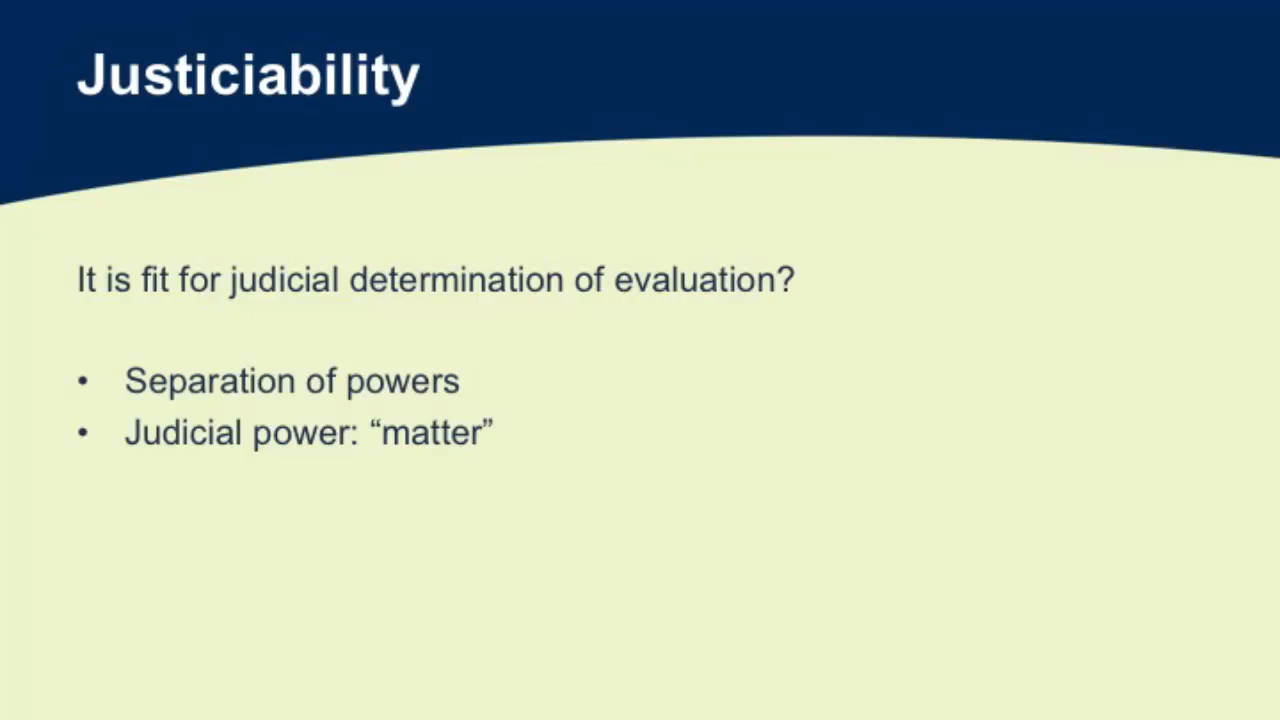 Justiciability
It is fit for judicial determination of evaluation?
• Separation of powers
• Judicial power: “matter”